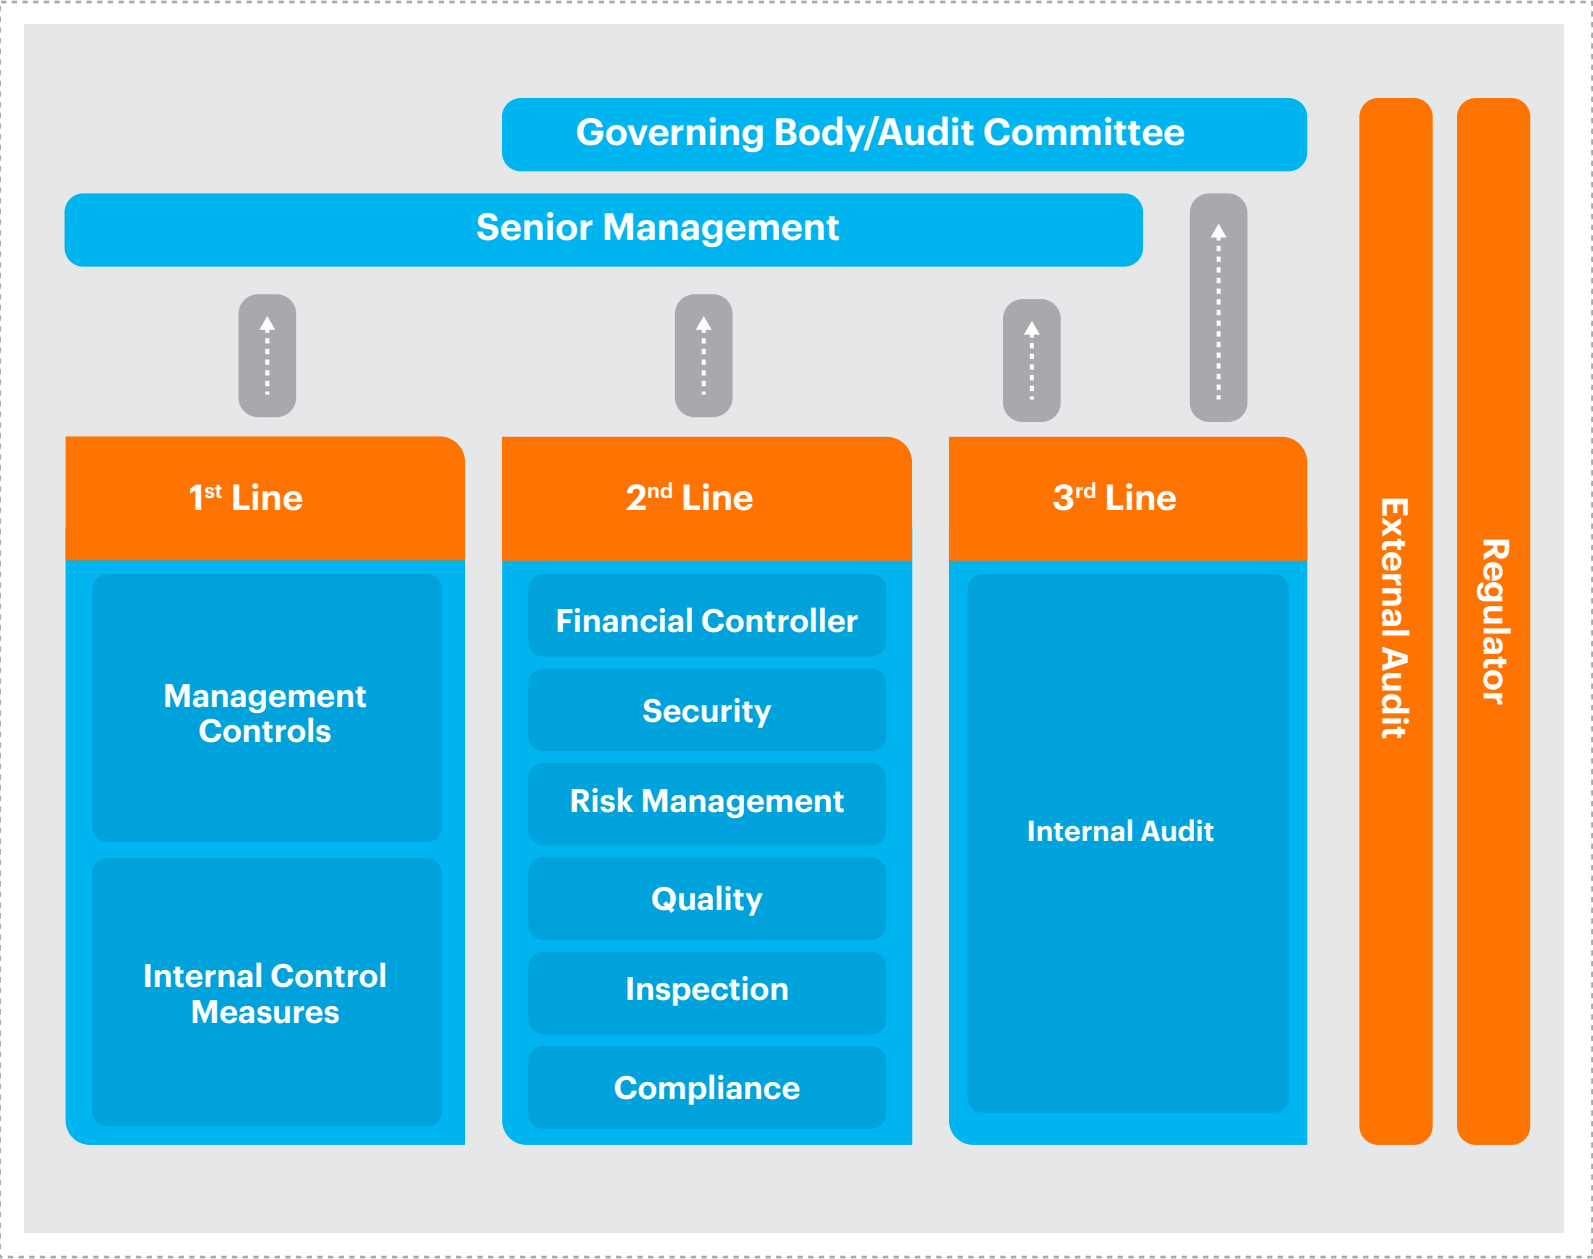 Governing Body/Audit Committee
Senior Management
1st Line
Management
Controls
Internal Control
Measures
2nd Line
Financial Controller
Security
Risk Management
Quality
Inspection
Compliance
3rd Line
Internal Audit
External Audit
Regulator